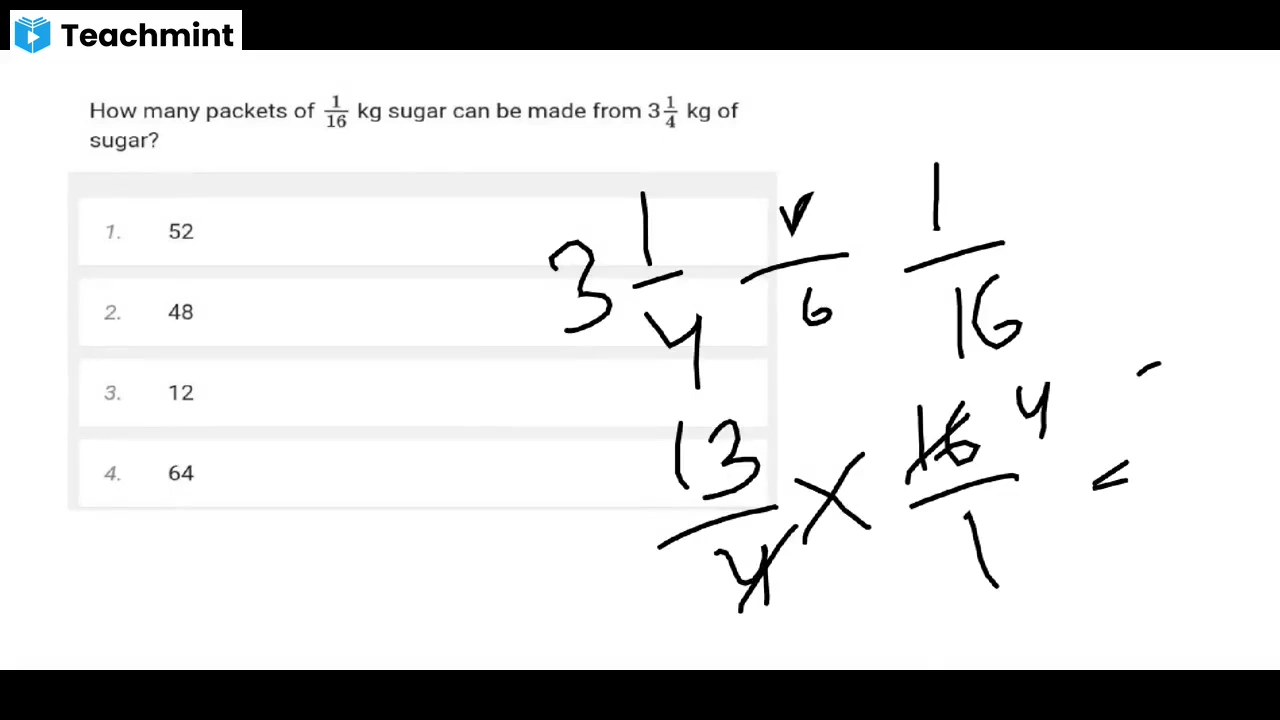 Teachmint
How many packets of 1/16 kg sugar can be made from 3 1/4 kg of
sugar?
1. 52
2. 48
3. 12
4. 64
3 1/4 ÷ 1/16
13/4 × 16/1
4